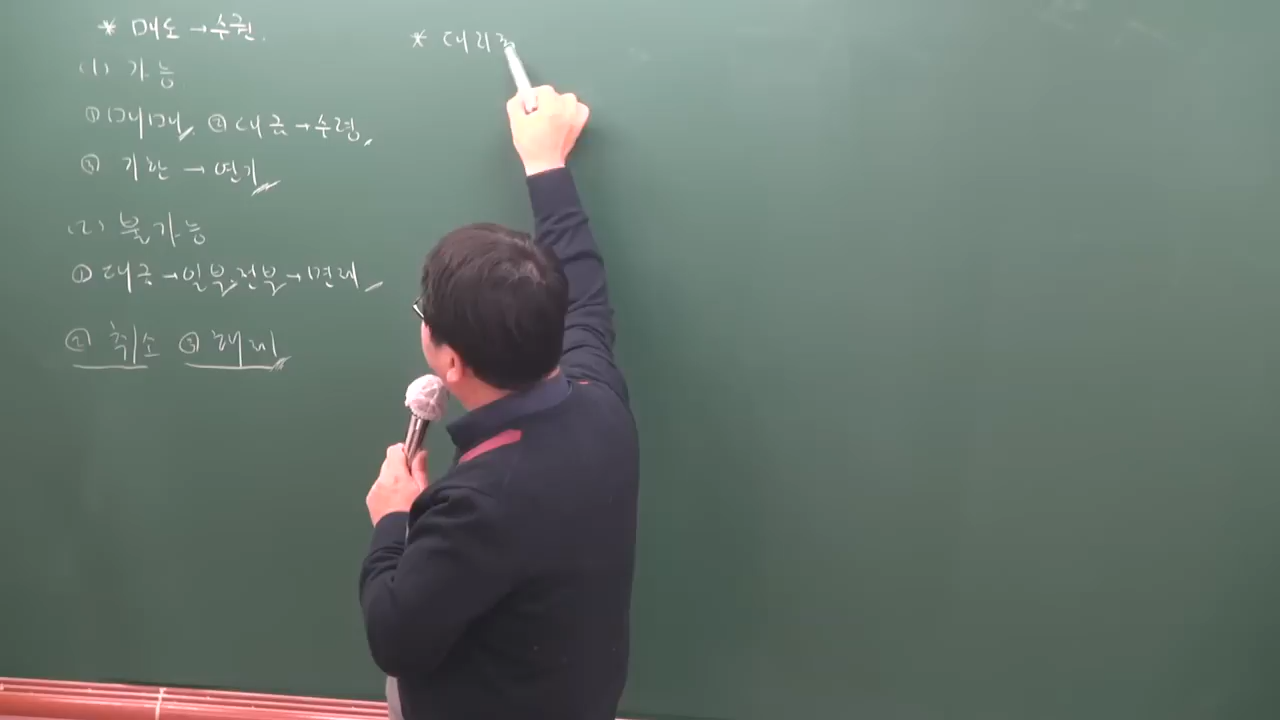 * 매도 → 수권.
(1) 가능
① 매매, ② 대금 → 수령,
③ 기한 → 연기
(2) 불가능
① 대금 → 일부, 전부 → 면제,
② 취소 ③ 해제
* 대리